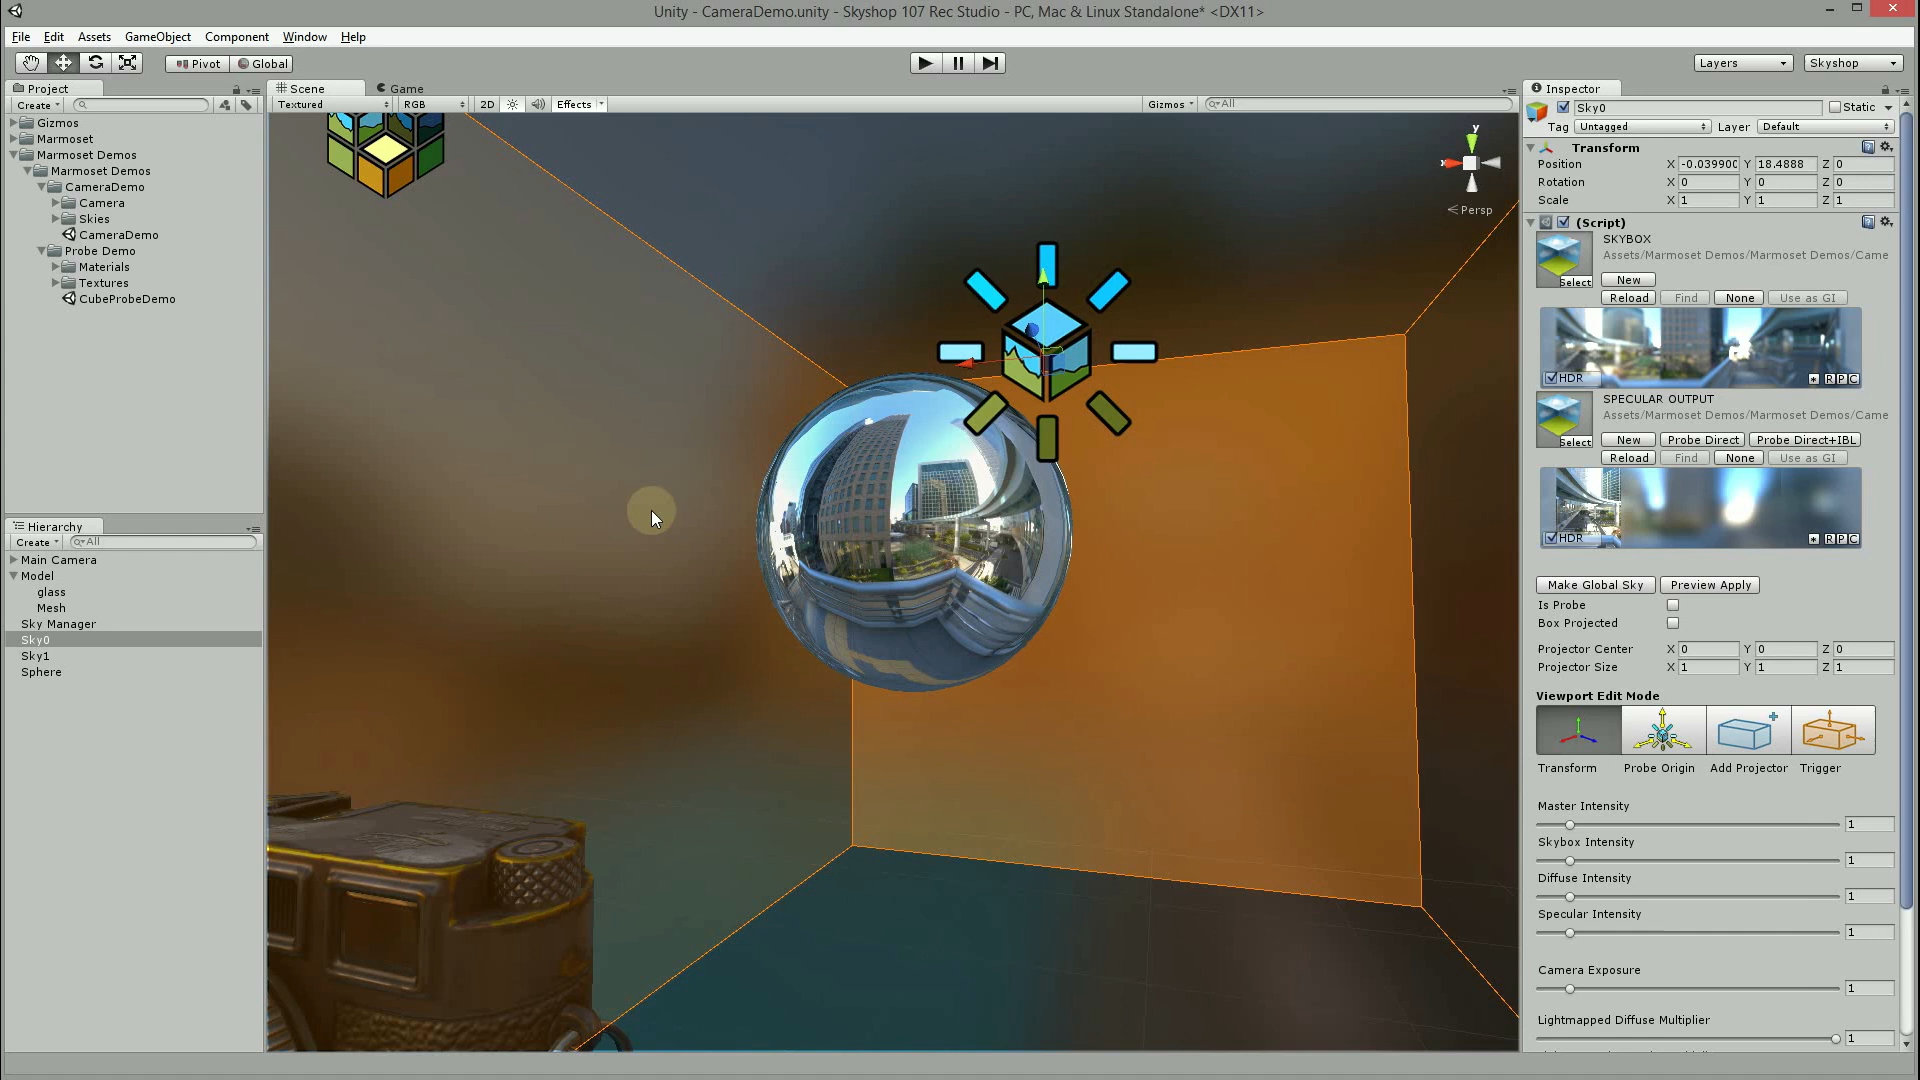 Unity - CameraDemo.unity - Skyshop 107 Rec Studio - PC, Mac & Linux Standalone* <DX11>
File Edit Assets GameObject Component Window Help
Pivot Global Layers Skyshop
Project
Create
Gizmos
Marmoset
Marmoset Demos
Marmoset Demos
CameraDemo
Camera
Skies
CameraDemo
Probe Demo
Materials
Textures
CubeProbeDemo
Hierarchy
Create All
Main Camera
Model
glass
Mesh
Sky Manager
Sky0
Sky1
Sphere
Scene Game
Textured RGB 2D Effects Gizmos All
y
x
Persp
Inspector
Sky0 Static
Tag Untagged Layer Default
Transform
Position X -0.03990( Y 18.4888 Z 0
Rotation X 0 Y 0 Z 0
Scale X 1 Y 1 Z 1
(Script)
SKYBOX
Assets/Marmoset Demos/Marmoset Demos/Came
Select New
Reload Find None Use as GI
HDR * R P C
SPECULAR OUTPUT
Assets/Marmoset Demos/Marmoset Demos/Came
Select New Probe Direct Probe Direct+IBL
Reload Find None Use as GI
HDR * R P C
Make Global Sky Preview Apply
Is Probe
Box Projected
Projector Center X 0 Y 0 Z 0
Projector Size X 1 Y 1 Z 1
Viewport Edit Mode
Transform Probe Origin Add Projector Trigger
Master Intensity
1
Skybox Intensity
1
Diffuse Intensity
1
Specular Intensity
1
Camera Exposure
1
Lightmapped Diffuse Multiplier
1